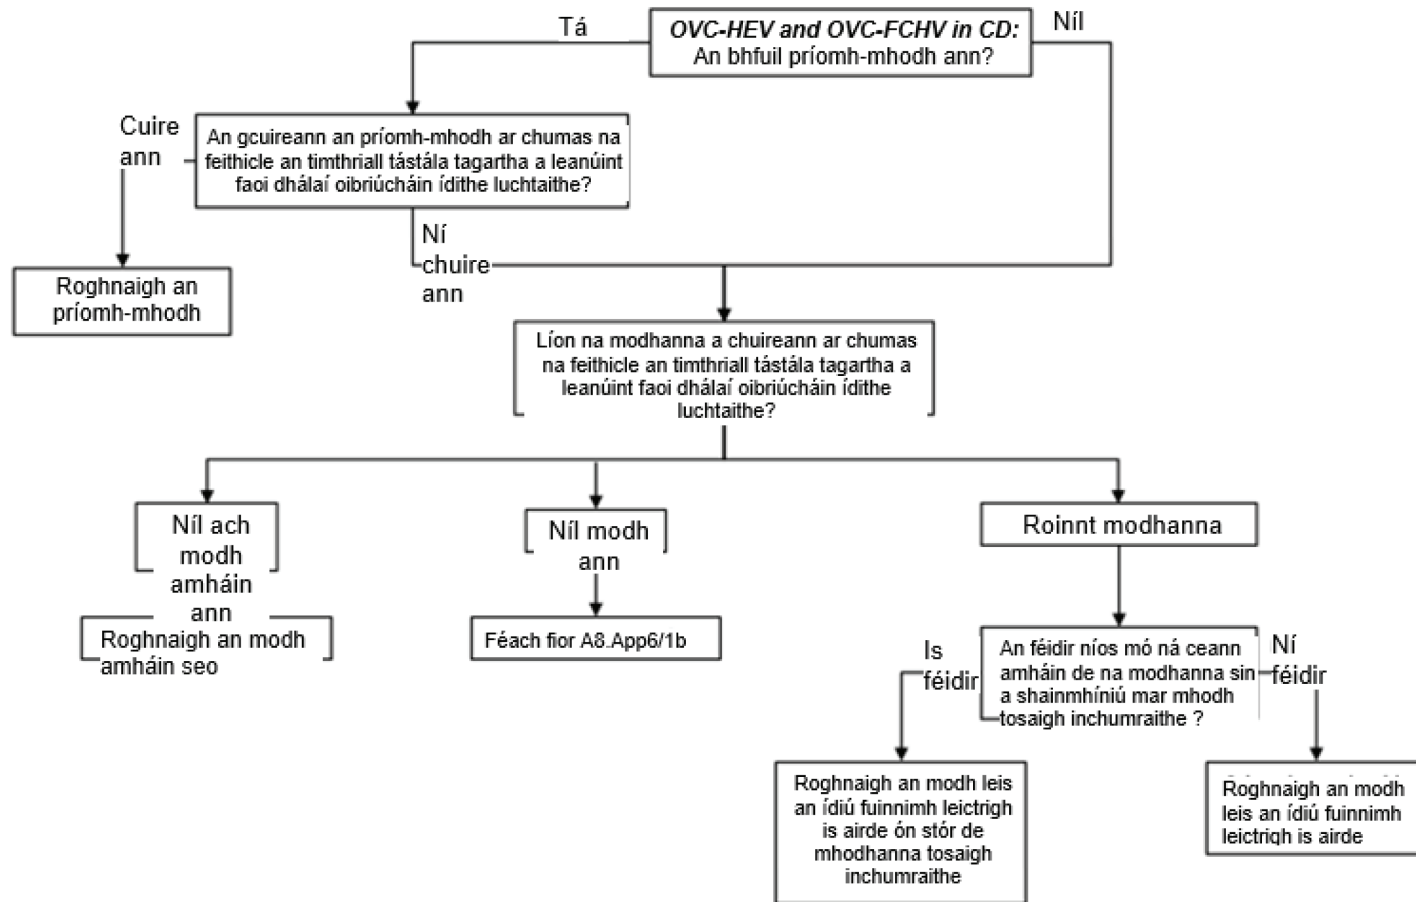 OVC-HEV and OVC-FCHV in CD:
An bhfuil príomh-mhodh ann?
Tá
Níl
An gcuireann an príomh-mhodh ar chumas na
feithicle an timthriall tástála tagartha a leanúint
faoi dhálaí oibriúcháin ídithe luchtaithe?
Cuire
ann
Ní
chuire
ann
Roghnaigh an
príomh-mhodh
Líon na modhanna a chuireann ar chumas
na feithicle an timthriall tástála tagartha a
leanúint faoi dhálaí oibriúcháin ídithe
luchtaithe?
Níl ach
modh
amháin
ann
Roghnaigh an modh
amháin seo
Níl modh
ann
Féach fior A8.App6/1b
Roinnt modhanna
An féidir níos mó ná ceann
amháin de na modhanna sin
a shainmhíniú mar mhodh
tosaigh inchumraithe ?
Is
féidir
Ní
féidir
Roghnaigh an modh leis
an ídiú fuinnimh leictrigh
is airde ón stór de
mhodhanna tosaigh
inchumraithe
Roghnaigh an modh
leis an ídiú fuinnimh
leictrigh is airde